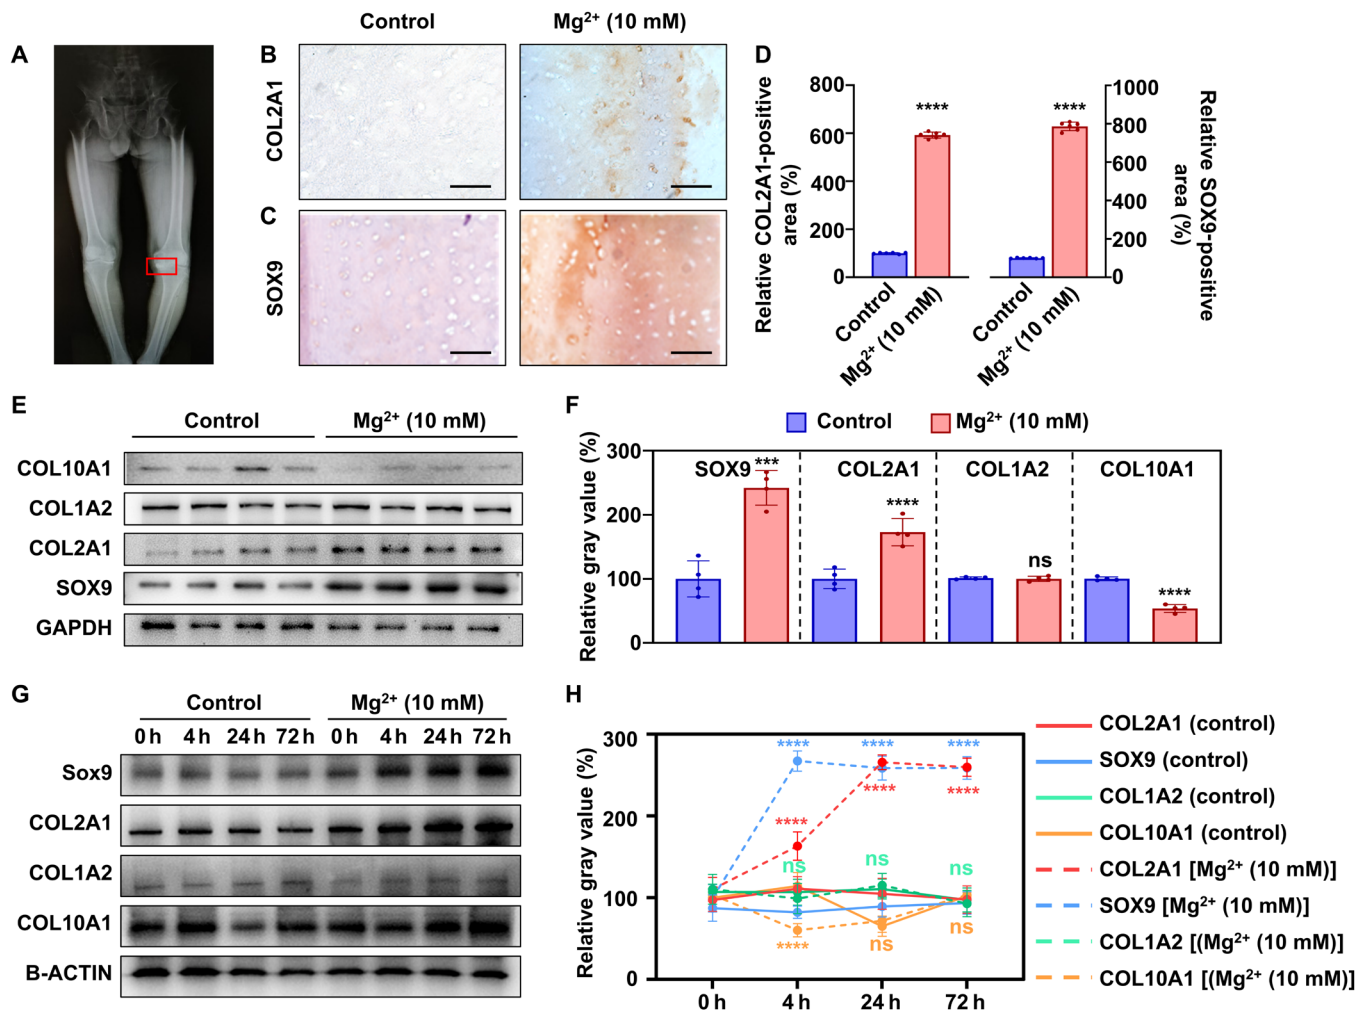 Control
Mg²⁺ (10 mM)
A
B
COL2A1
C
SOX9
D
Relative COL2A1-positive
area (%)
800
600
400
200
0
Control
Mg²⁺ (10 mM)
Control
Mg²⁺ (10 mM)
****
****
1000
800
600
400
200
0
Relative SOX9-positive
area (%)
E
Control
Mg²⁺ (10 mM)
COL10A1
COL1A2
COL2A1
SOX9
GAPDH
F
Control
Mg²⁺ (10 mM)
Relative gray value (%)
300
200
100
0
SOX9
COL2A1
COL1A2
COL10A1
***
****
ns
****
G
Control
Mg²⁺ (10 mM)
0 h 4 h 24 h 72 h 0 h 4 h 24 h 72 h
Sox9
COL2A1
COL1A2
COL10A1
B-ACTIN
H
Relative gray value (%)
300
200
100
0
**** **** ****
**** **** ****
ns ns ns
**** ns ns
0 h 4 h 24 h 72 h
COL2A1 (control)
SOX9 (control)
COL1A2 (control)
COL10A1 (control)
COL2A1 [Mg²⁺ (10 mM)]
SOX9 [Mg²⁺ (10 mM)]
COL1A2 [(Mg²⁺ (10 mM)]
COL10A1 [(Mg²⁺ (10 mM)]